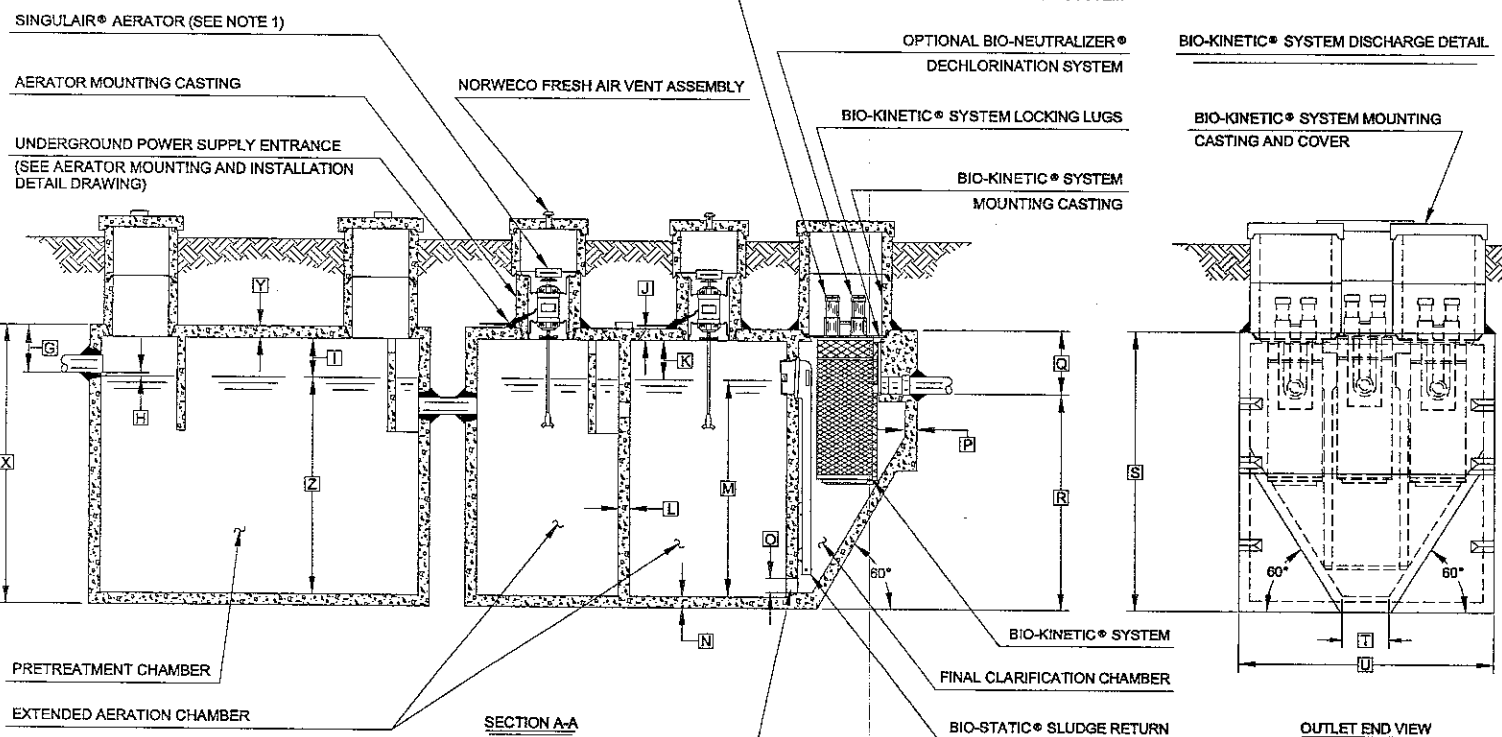 SINGULAIR® AERATOR (SEE NOTE 1)
AERATOR MOUNTING CASTING
UNDERGROUND POWER SUPPLY ENTRANCE
(SEE AERATOR MOUNTING AND INSTALLATION
DETAIL DRAWING)
NORWECO FRESH AIR VENT ASSEMBLY
OPTIONAL BIO-NEUTRALIZER®
DECHLORINATION SYSTEM
BIO-KINETIC® SYSTEM LOCKING LUGS
BIO-KINETIC® SYSTEM
MOUNTING CASTING
BIO-KINETIC® SYSTEM DISCHARGE DETAIL
BIO-KINETIC® SYSTEM MOUNTING
CASTING AND COVER
Y
J
G
I
K
Q
H
P
X
Z
M
S
L
R
O
60°
60°
60°
N
T
U
BIO-KINETIC® SYSTEM
PRETREATMENT CHAMBER
FINAL CLARIFICATION CHAMBER
EXTENDED AERATION CHAMBER
SECTION A-A
BIO-STATIC® SLUDGE RETURN
OUTLET END VIEW